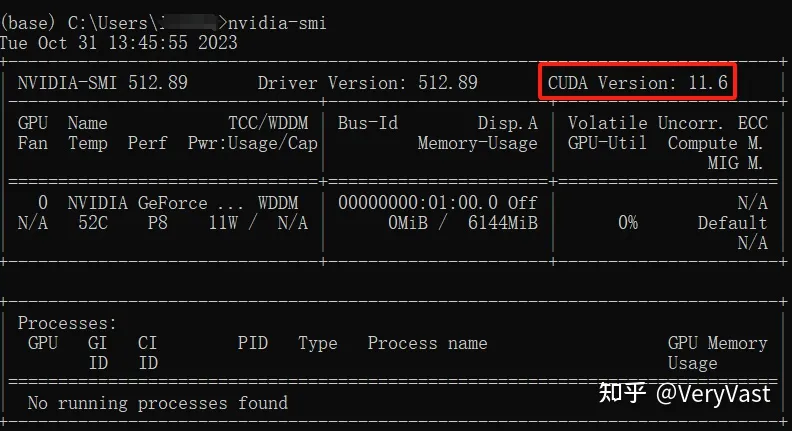 (base) C:\Users\ >nvidia-smi
Tue Oct 31 13:45:55 2023
NVIDIA-SMI 512.89 Driver Version: 512.89 CUDA Version: 11.6
GPU Name TCC/WDDM Bus-Id Disp.A Volatile Uncorr. ECC
Fan Temp Perf Pwr:Usage/Cap Memory-Usage GPU-Util Compute M.
MIG M.
0 NVIDIA GeForce ... WDDM 00000000:01:00.0 Off N/A
N/A 52C P8 11W / N/A 0MiB / 6144MiB 0% Default
N/A
Processes:
GPU GI CI PID Type Process name GPU Memory
ID ID Usage
No running processes found
知乎 @VeryVast